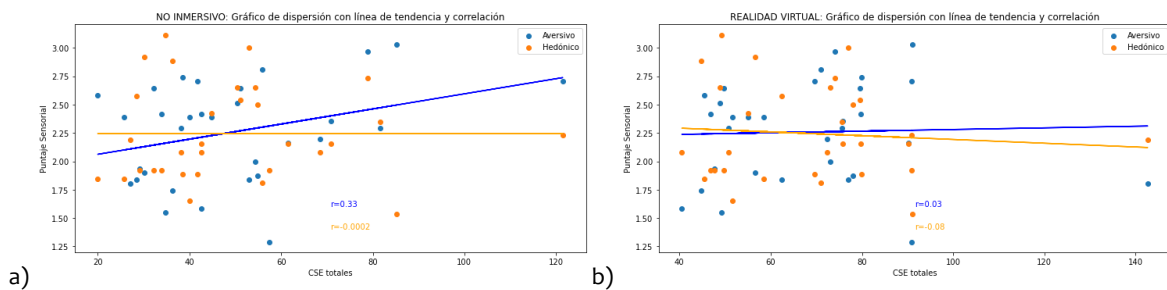 NO INMERSIVO: Gráfico de dispersión con línea de tendencia y correlación
Aversivo
Hedónico
3.00
2.75
2.50
2.25
2.00
1.75
1.50
1.25
Puntaje Sensorial
r=0.33
r=-0.0002
20
40
60
80
100
120
CSE totales
a)
REALIDAD VIRTUAL: Gráfico de dispersión con línea de tendencia y correlación
Aversivo
Hedónico
3.00
2.75
2.50
2.25
2.00
1.75
1.50
1.25
Puntaje Sensorial
r=0.03
r=-0.08
40
60
80
100
120
140
CSE totales
b)